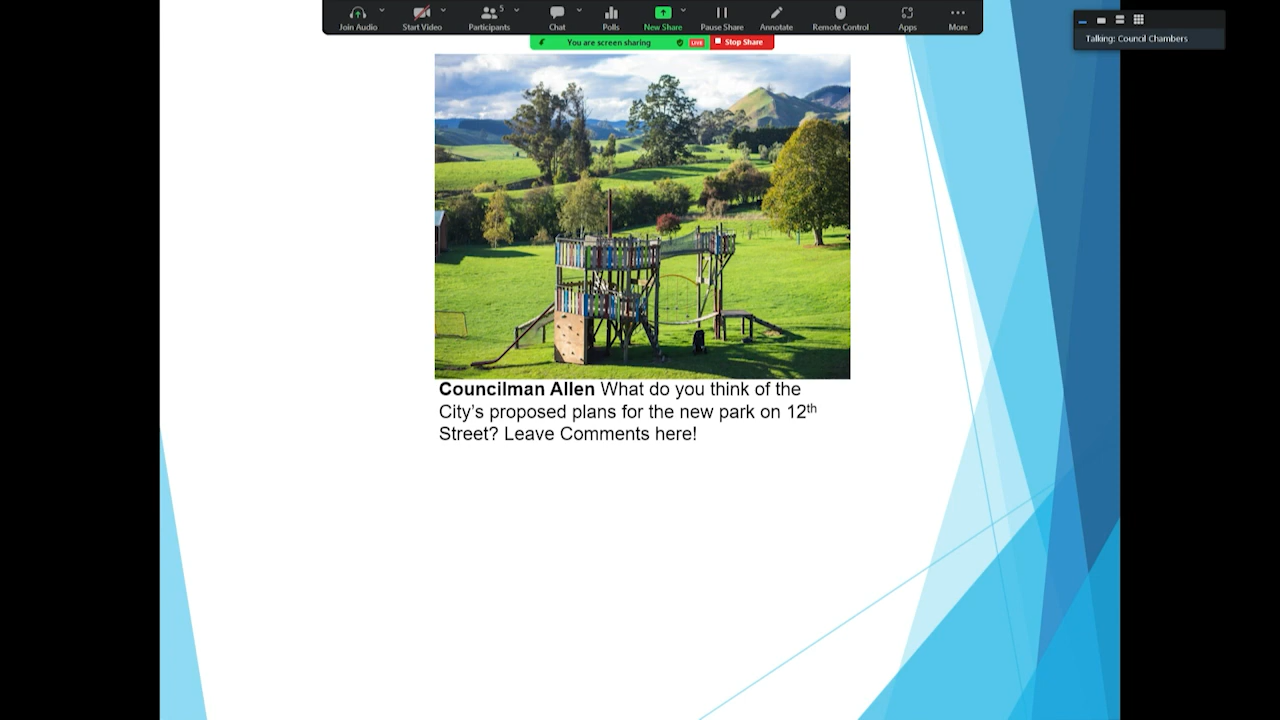 Join Audio
Start Video
Participants 5
Chat
Polls
New Share
Pause Share
Annotate
Remote Control
Apps
More
You are screen sharing
LIVE
Stop Share
Talking: Council Chambers
Councilman Allen What do you think of the
City's proposed plans for the new park on 12th
Street? Leave Comments here!